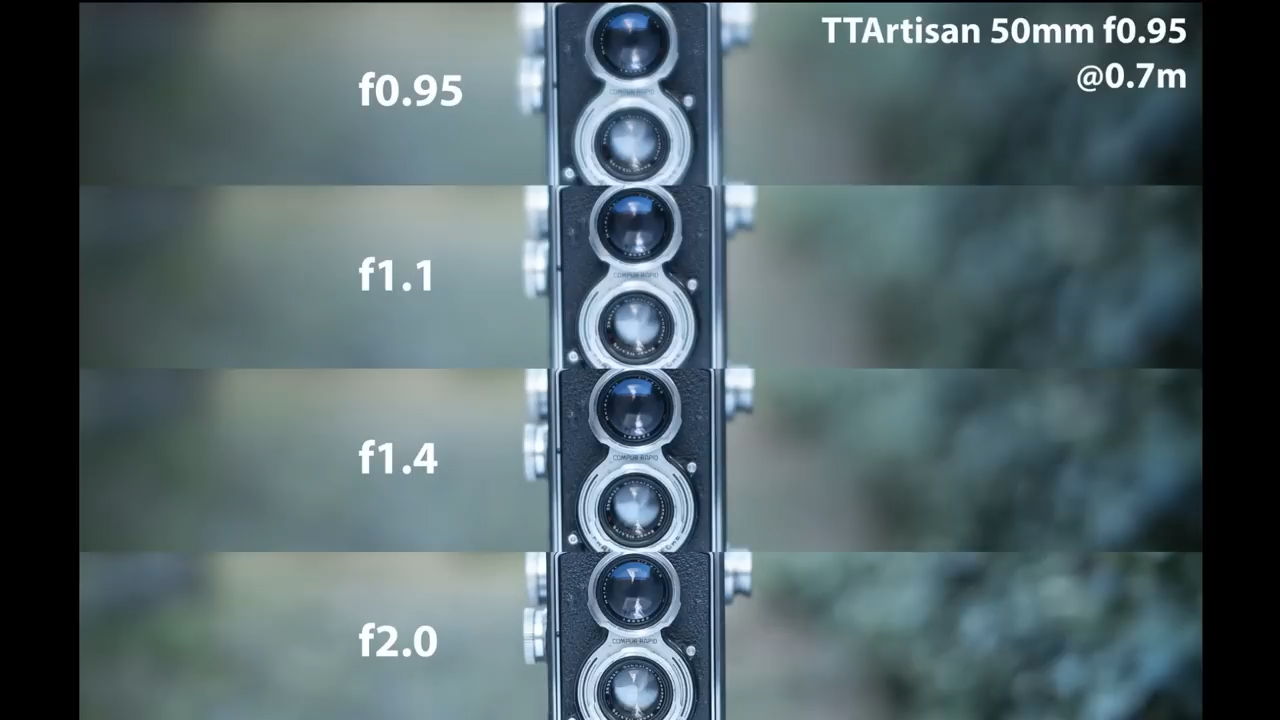 TTArtisan 50mm f0.95
@0.7m
f0.95
COMPUR-RAPID
f1.1
COMPUR-RAPID
f1.4
COMPUR-RAPID
f2.0
COMPUR-RAPID